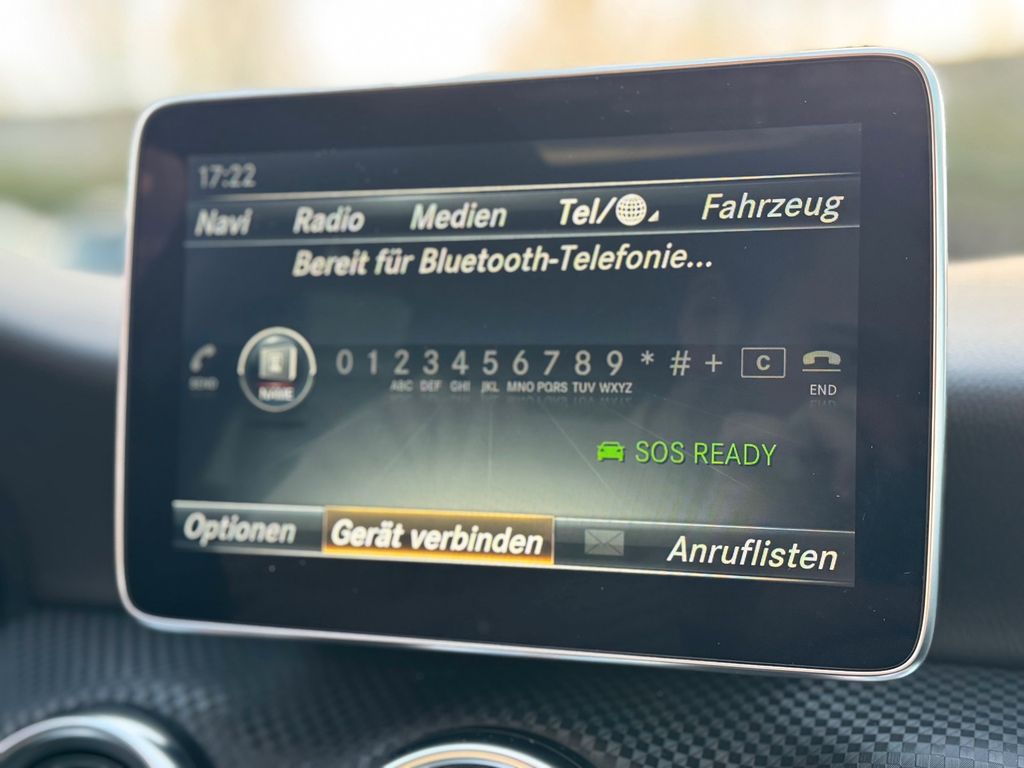 17:22
Navi Radio Medien Tel/ Fahrzeug
Bereit für Bluetooth-Telefonie...
0 1 2 3 4 5 6 7 8 9 * # + C
SEND NAME ABC DEF GHI JKL MNO PQRS TUV WXYZ END
SOS READY
Optionen Gerät verbinden Anruflisten